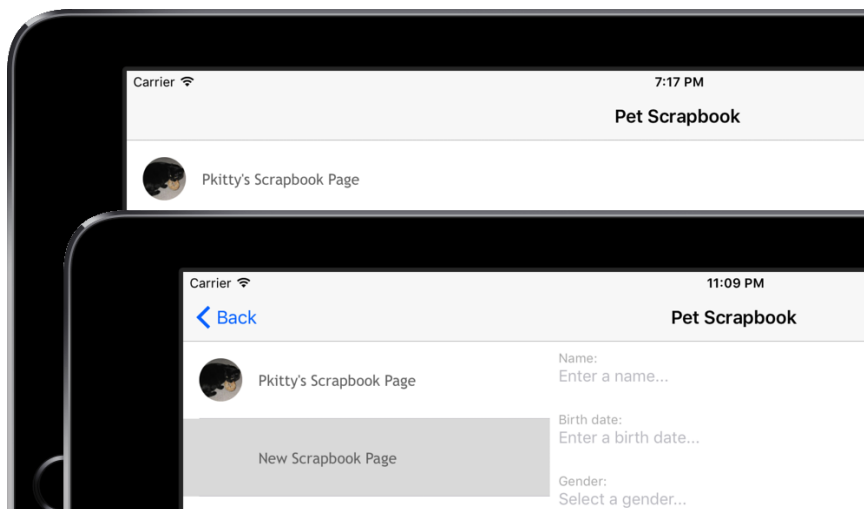 Carrier 7:17 PM
Pet Scrapbook
Pkitty's Scrapbook Page
Carrier 11:09 PM
Back Pet Scrapbook
Name:
Enter a name...
Pkitty's Scrapbook Page
Birth date:
Enter a birth date...
New Scrapbook Page
Gender:
Select a gender...